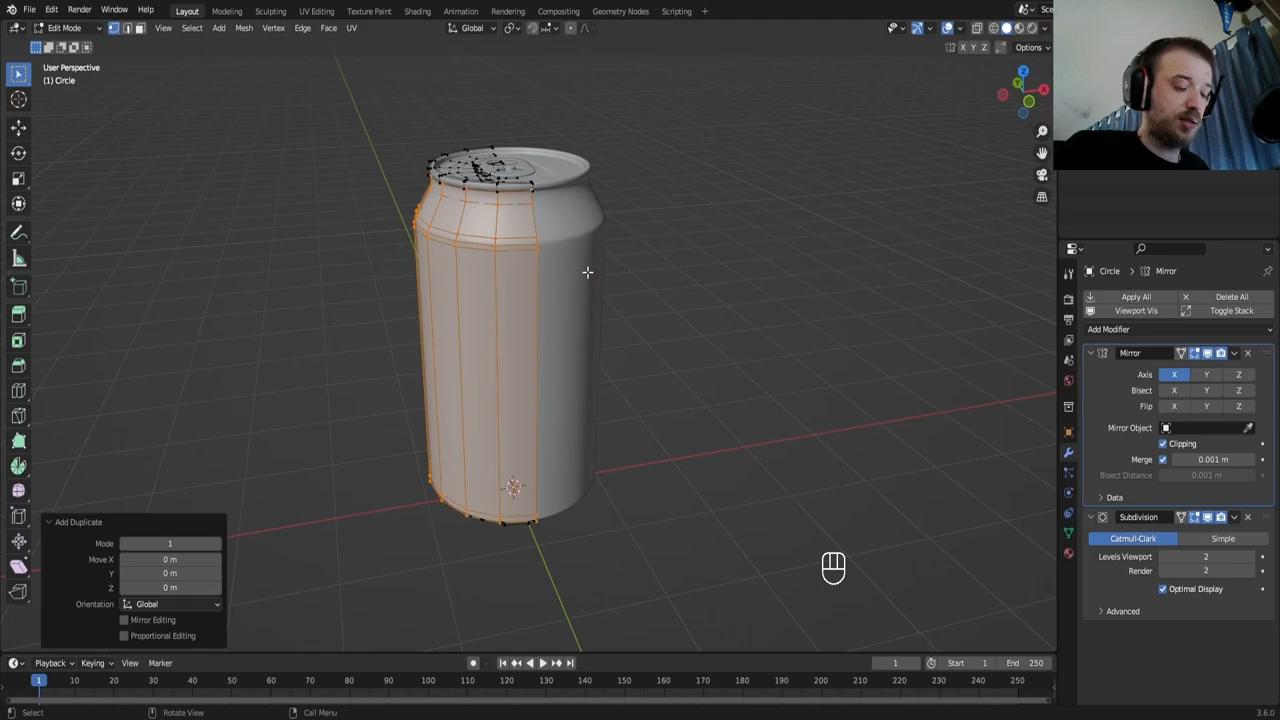 File Edit Render Window Help Layout Modeling Sculpting UV Editing Texture Paint Shading Animation Rendering Compositing Geometry Nodes Scripting + Sce
Edit Mode View Select Add Mesh Vertex Edge Face UV Global
X Y Z Options
User Perspective
(1) Circle
Z
Y
X
Circle > Mirror
Apply All Delete All
Viewport Vis Toggle Stack
Add Modifier
Mirror
Axis X Y Z
Bisect X Y Z
Flip X Y Z
Mirror Object
Clipping
Merge 0.001 m
Bisect Distance 0.001 m
Data
Subdivision
Catmull-Clark Simple
Levels Viewport 2
Render 2
Optimal Display
Advanced
Add Duplicate
Mode 1
Move X 0 m
Y 0 m
Z 0 m
Orientation Global
Mirror Editing
Proportional Editing
Playback Keying View Marker 1 Start 1 End 250
1 10 20 30 40 50 60 70 80 90 100 110 120 130 140 150 160 170 180 190 200 210 220 230 240 250
Select Rotate View Call Menu 3.6.0